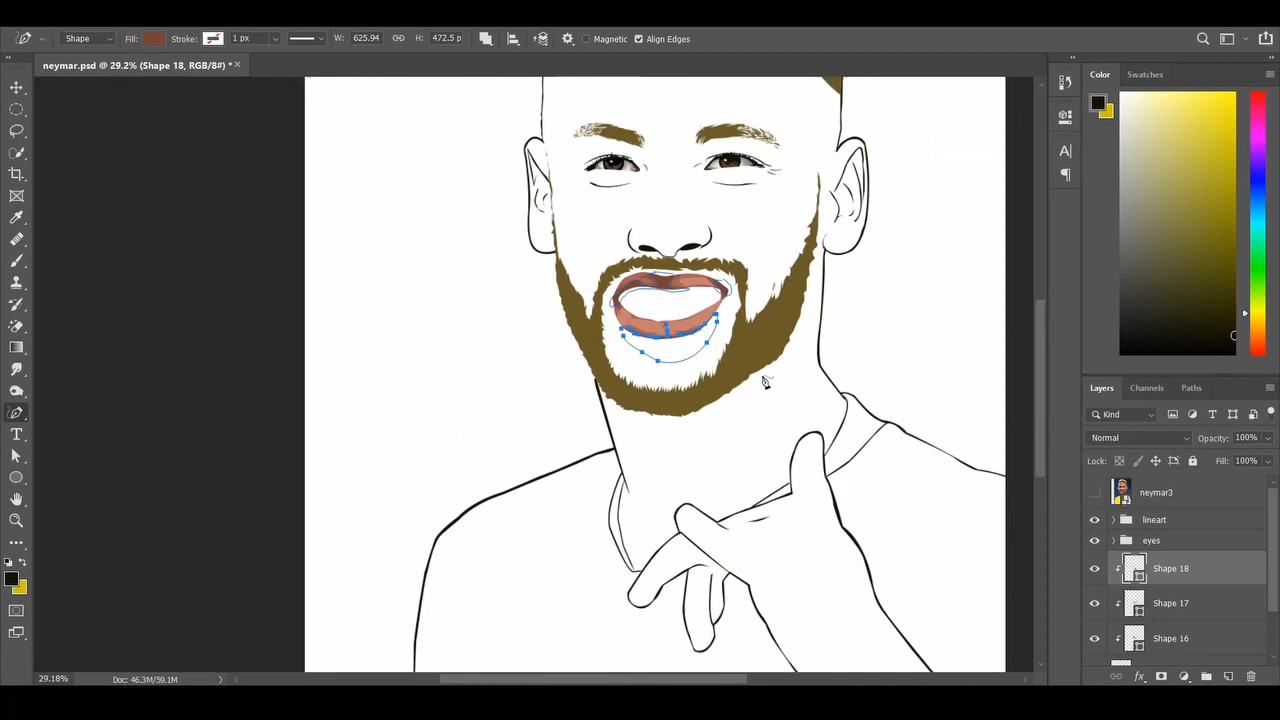 Shape Fill: Stroke: 1 px W: 625.94 H: 472.5 p Magnetic Align Edges
neymar.psd @ 29.2% (Shape 18, RGB/8#) *
Color Swatches
Layers Channels Paths
Kind
Normal Opacity: 100%
Lock: Fill: 100%
neymar3
lineart
eyes
Shape 18
Shape 17
Shape 16
29.18% Doc: 46.3M/59.1M